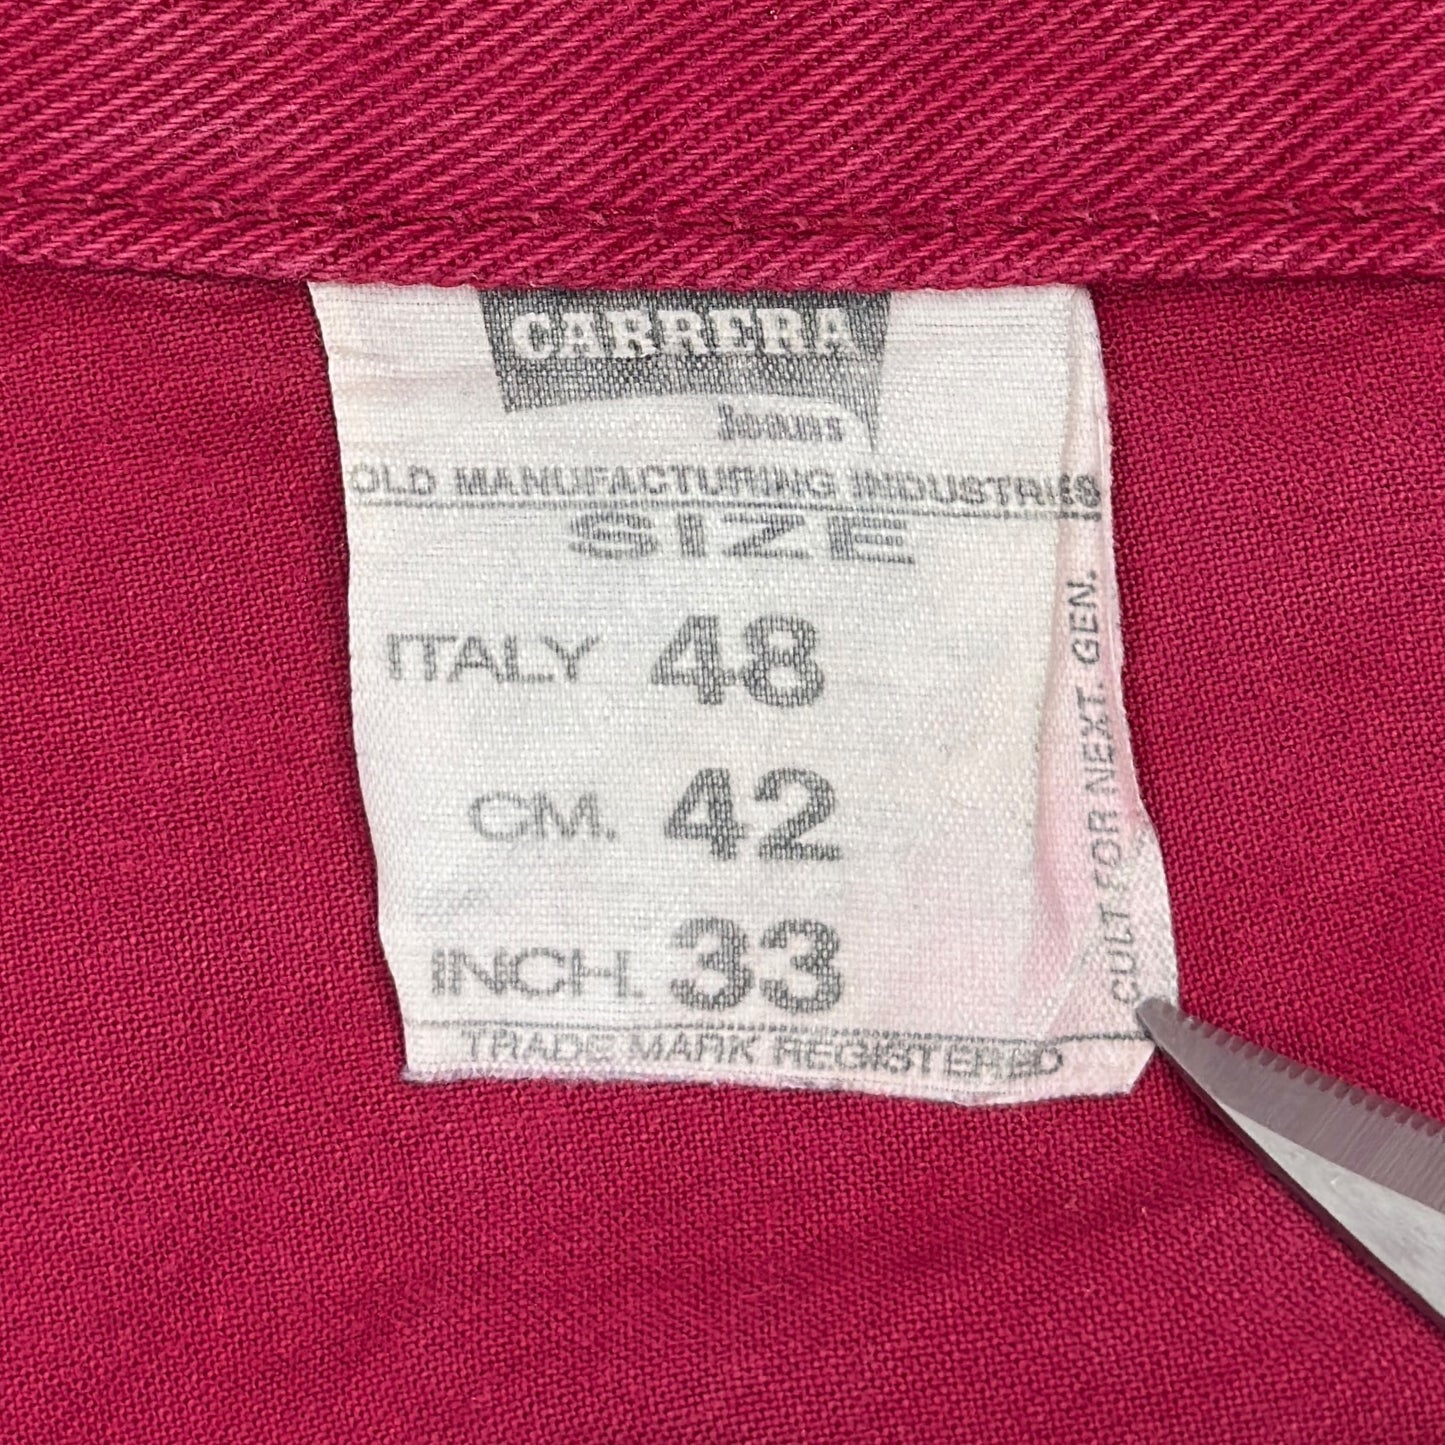 CARRERA
Jeans
OLD MANUFACTURING INDUSTRIES
SIZE
ITALY 48
CM. 42
INCH. 33
TRADE MARK REGISTERED
CULT FOR NEXT. GEN.